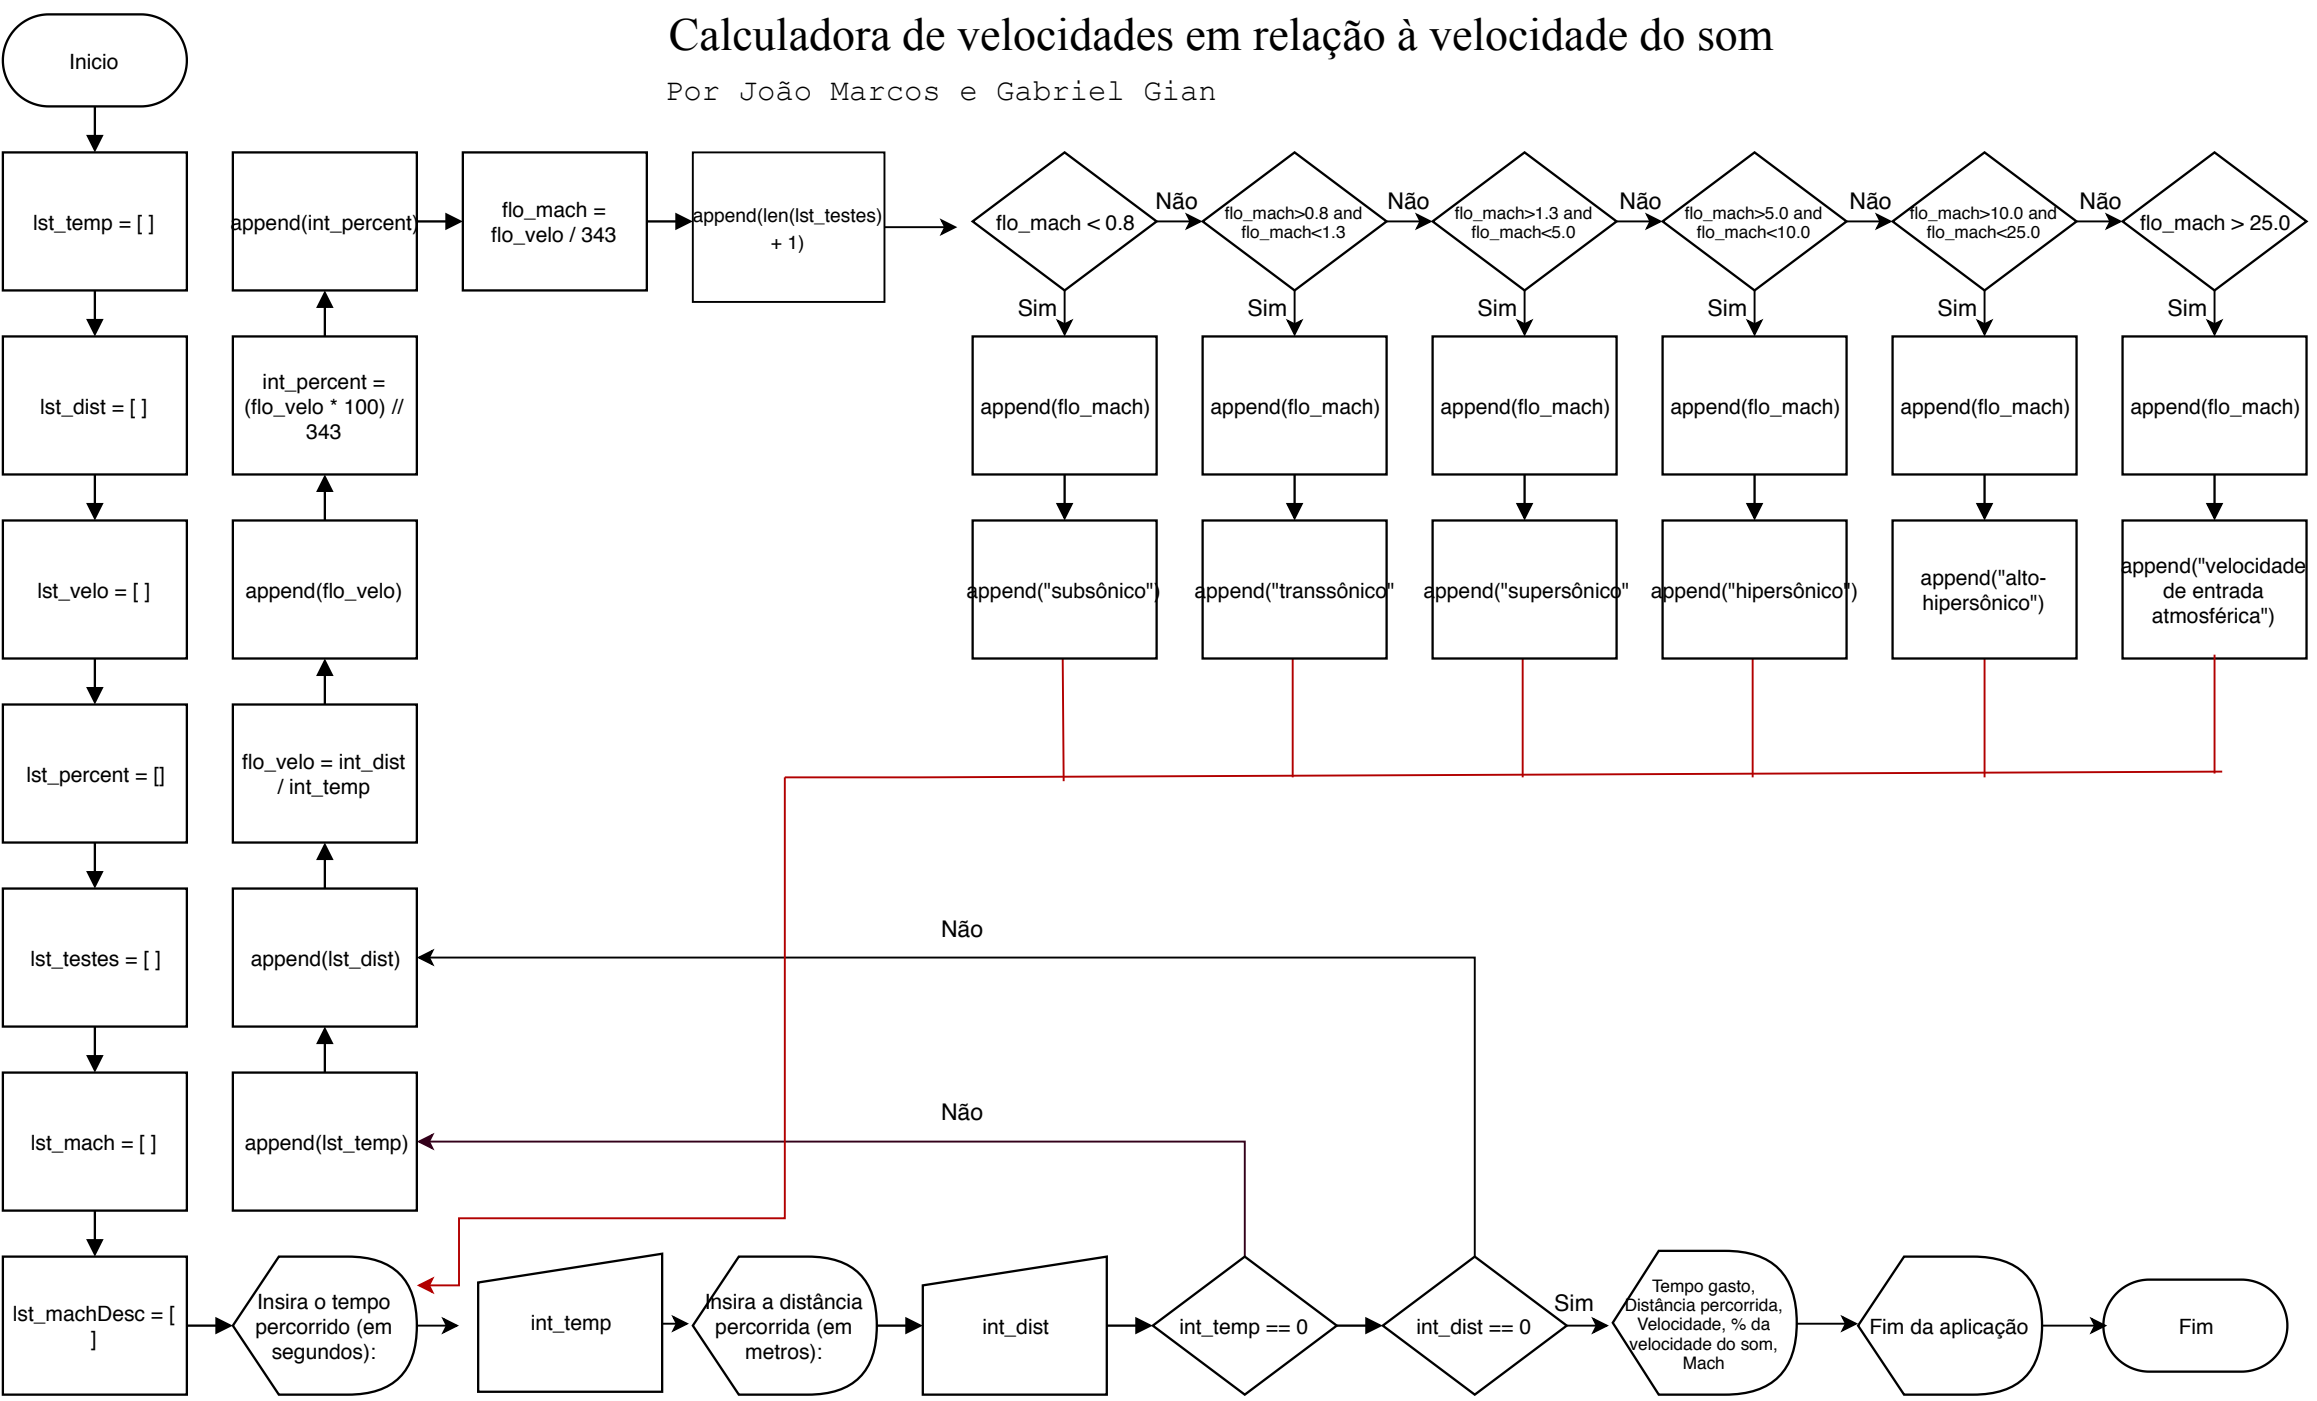 Calculadora de velocidades em relação à velocidade do som
Por João Marcos e Gabriel Gian
Inicio
lst_temp = [ ]
lst_dist = [ ]
lst_velo = [ ]
lst_percent = []
lst_testes = [ ]
lst_mach = [ ]
lst_machDesc = [
]
Insira o tempo
percorrido (em
segundos):
int_temp
Insira a distância
percorrida (em
metros):
int_dist
int_temp == 0
Não
int_dist == 0
Não
Sim
Tempo gasto,
Distância percorrida,
Velocidade, % da
velocidade do som,
Mach
Fim da aplicação
Fim
append(lst_temp)
append(lst_dist)
flo_velo = int_dist
/ int_temp
append(flo_velo)
int_percent =
(flo_velo * 100) //
343
append(int_percent)
flo_mach =
flo_velo / 343
append(len(lst_testes)
+ 1)
flo_mach < 0.8
Não
flo_mach>0.8 and
flo_mach<1.3
Não
flo_mach>1.3 and
flo_mach<5.0
Não
flo_mach>5.0 and
flo_mach<10.0
Não
flo_mach>10.0 and
flo_mach<25.0
Não
flo_mach > 25.0
Sim
Sim
Sim
Sim
Sim
Sim
append(flo_mach)
append(flo_mach)
append(flo_mach)
append(flo_mach)
append(flo_mach)
append(flo_mach)
append("subsônico")
append("transsônico"
append("supersônico"
append("hipersônico")
append("alto-
hipersônico")
append("velocidade
de entrada
atmosférica")